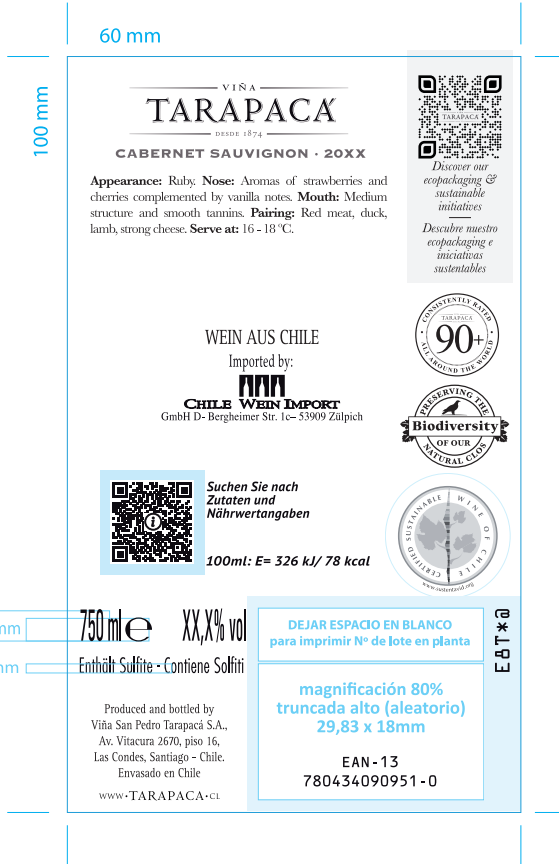 60 mm
100 mm
VIÑA
TARAPACÁ
DESDE 1874
CABERNET SAUVIGNON · 20XX
Appearance: Ruby. Nose: Aromas of strawberries and
cherries complemented by vanilla notes. Mouth: Medium
structure and smooth tannins. Pairing: Red meat, duck,
lamb, strong cheese. Serve at: 16 - 18 ºC.
TARAPACÁ
Discover our
ecopackaging &
sustainable
initiatives
Descubre nuestro
ecopackaging e
iniciativas
sustentables
CONSISTENTLY RATED
TARAPACÁ
90+
ALL AROUND THE WORLD
WEIN AUS CHILE
Imported by:
CHILE WEIN IMPORT
GmbH D- Bergheimer Str. 1c– 53909 Zülpich
PRESERVING THE
Biodiversity
OF OUR
NATURAL CLOS
i
Suchen Sie nach
Zutaten und
Nährwertangaben
100ml: E= 326 kJ/ 78 kcal
CERTIFIED SUSTAINABLE WINE OF CHILE
www.sustentavid.org
mm
750 ml e XX,X% vol
mm
Enthält Sulfite - Contiene Solfiti
DEJAR ESPACIO EN BLANCO
para imprimir Nº de lote en planta
E8T*a
magnificación 80%
truncada alto (aleatorio)
29,83 x 18mm
EAN-13
780434090951-0
Produced and bottled by
Viña San Pedro Tarapacá S.A.,
Av. Vitacura 2670, piso 16,
Las Condes, Santiago - Chile.
Envasado en Chile
WWW·TARAPACA·CL